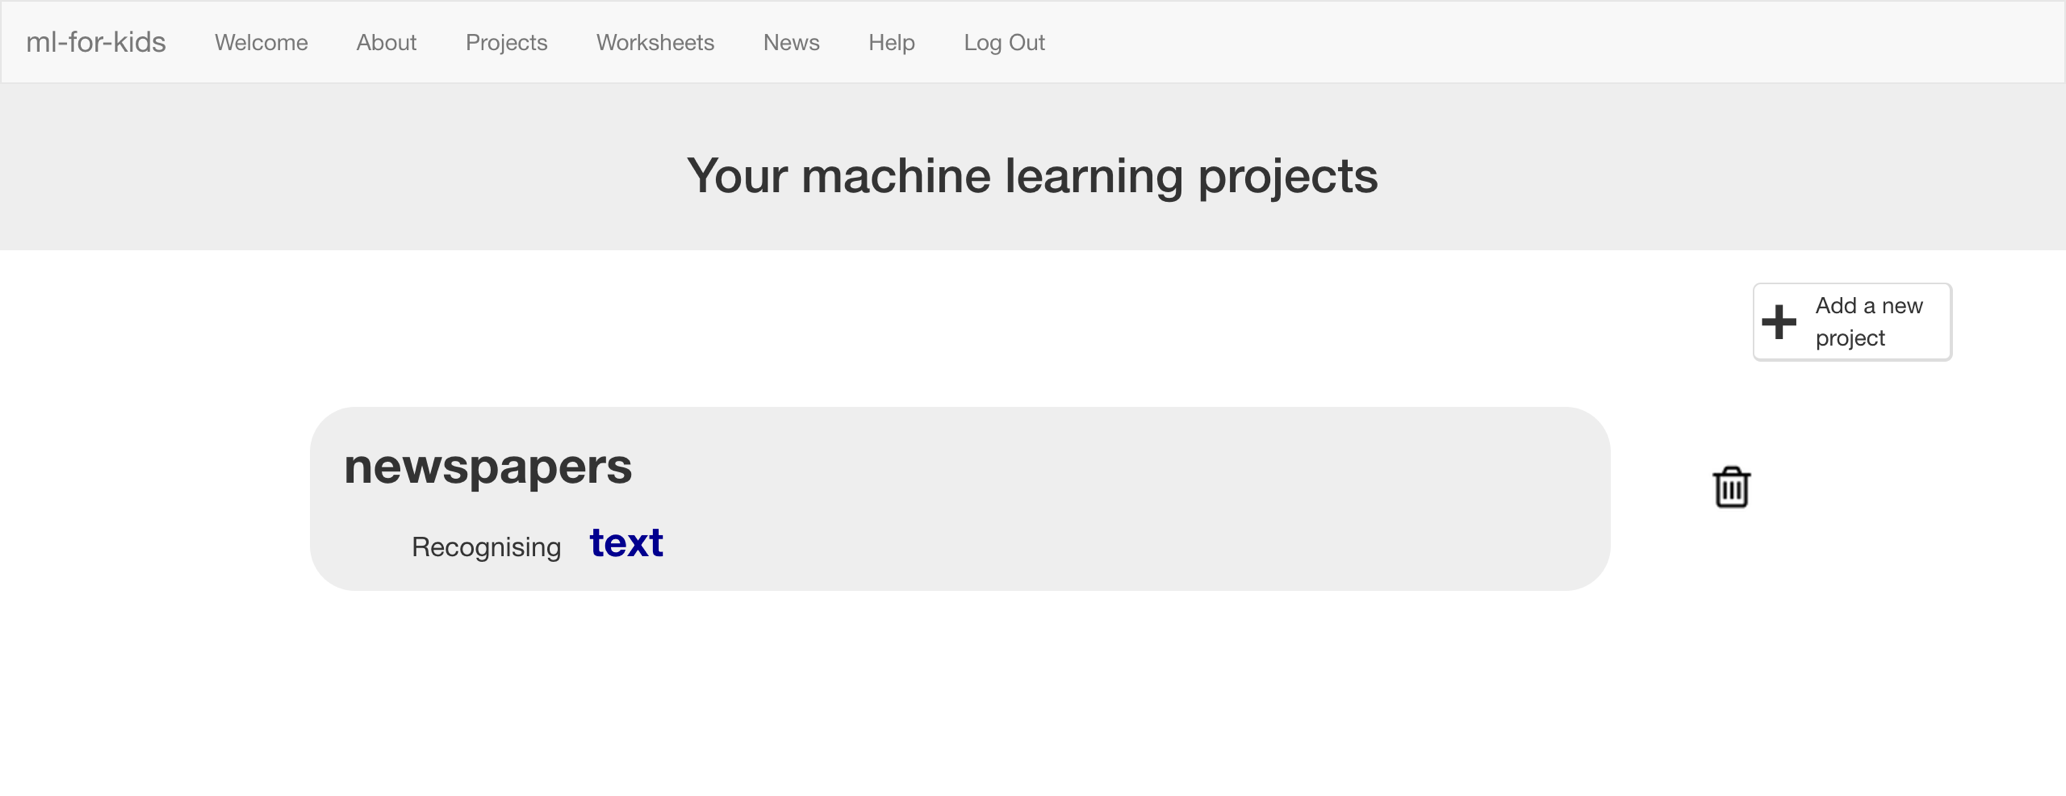 ml-for-kids Welcome About Projects Worksheets News Help Log Out
Your machine learning projects
Add a new
project
newspapers
Recognising text